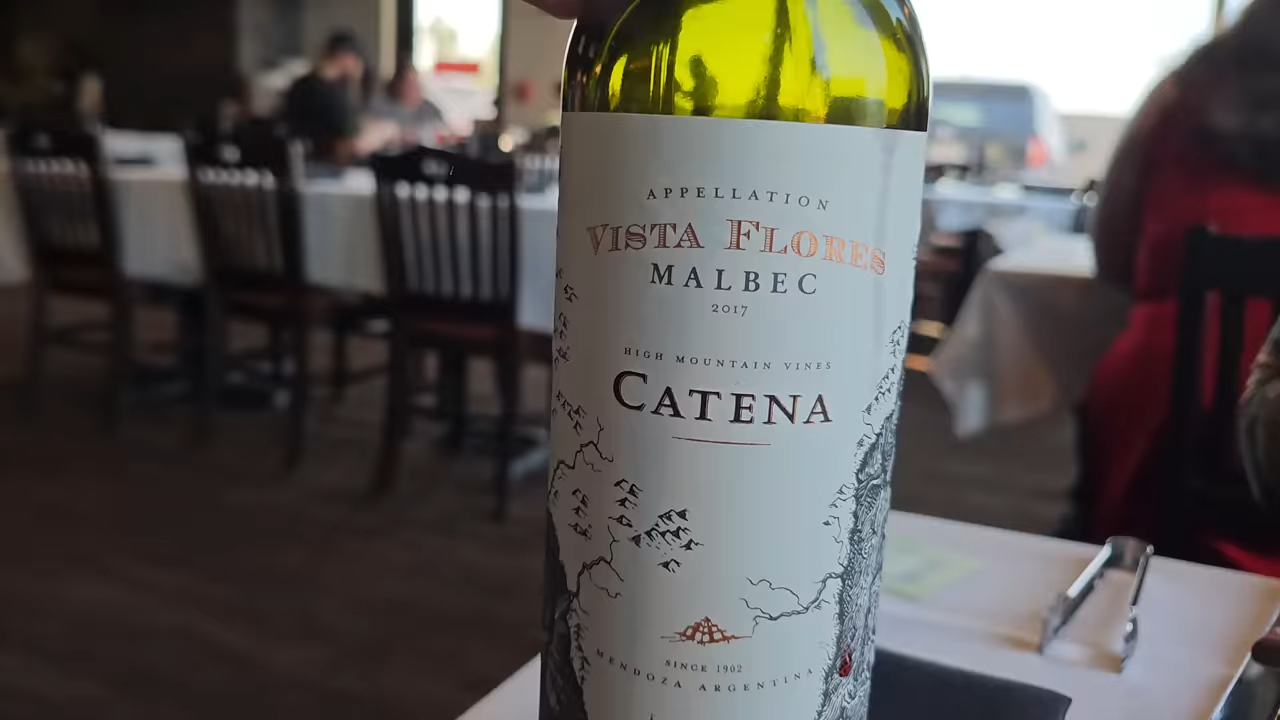 APPELLATION
VISTA FLORES
MALBEC
2017
HIGH MOUNTAIN VINES
CATENA
SINCE 1902
MENDOZA ARGENTINA